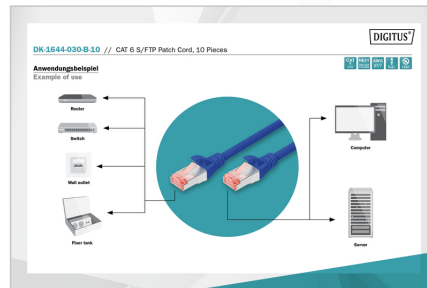 DIGITUS®
DK-1644-030-B-10 // CAT 6 S/FTP Patch Cord, 10 Pieces
Anwendungsbeispiel
Example of use
CAT
Router
Switch
Wall outlet
Floor tank
Computer
Server